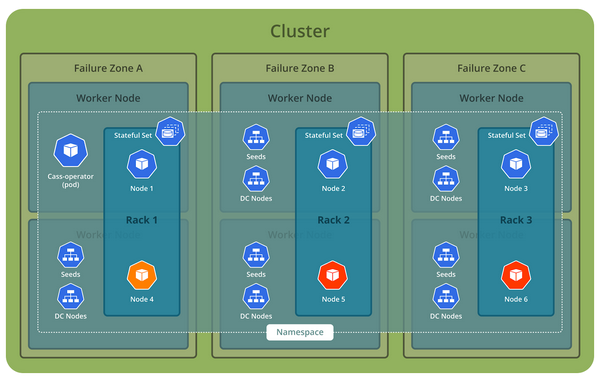 Cluster
Failure Zone A
Failure Zone B
Failure Zone C
Worker Node
Worker Node
Worker Node
Stateful Set
Stateful Set
Stateful Set
Cass-operator
(pod)
Node 1
Seeds
DC Nodes
Node 2
Seeds
DC Nodes
Node 3
Rack 1
Rack 2
Rack 3
Worker Node
Worker Node
Worker Node
Seeds
DC Nodes
Node 4
Seeds
DC Nodes
Node 5
Seeds
DC Nodes
Node 6
Namespace